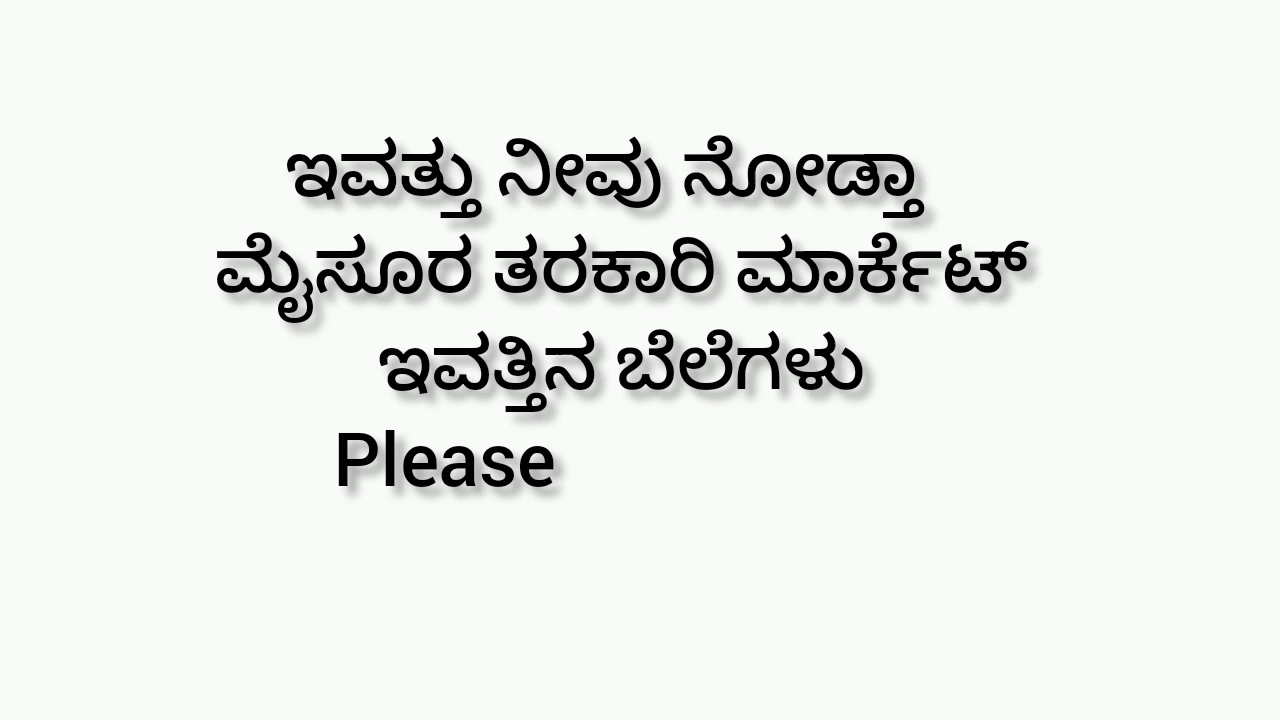 ಇವತ್ತು ನೀವು ನೋಡ್ತಾ
ಮೈಸೂರ ತರಕಾರಿ ಮಾರ್ಕೆಟ್
ಇವತ್ತಿನ ಬೆಲೆಗಳು
Please